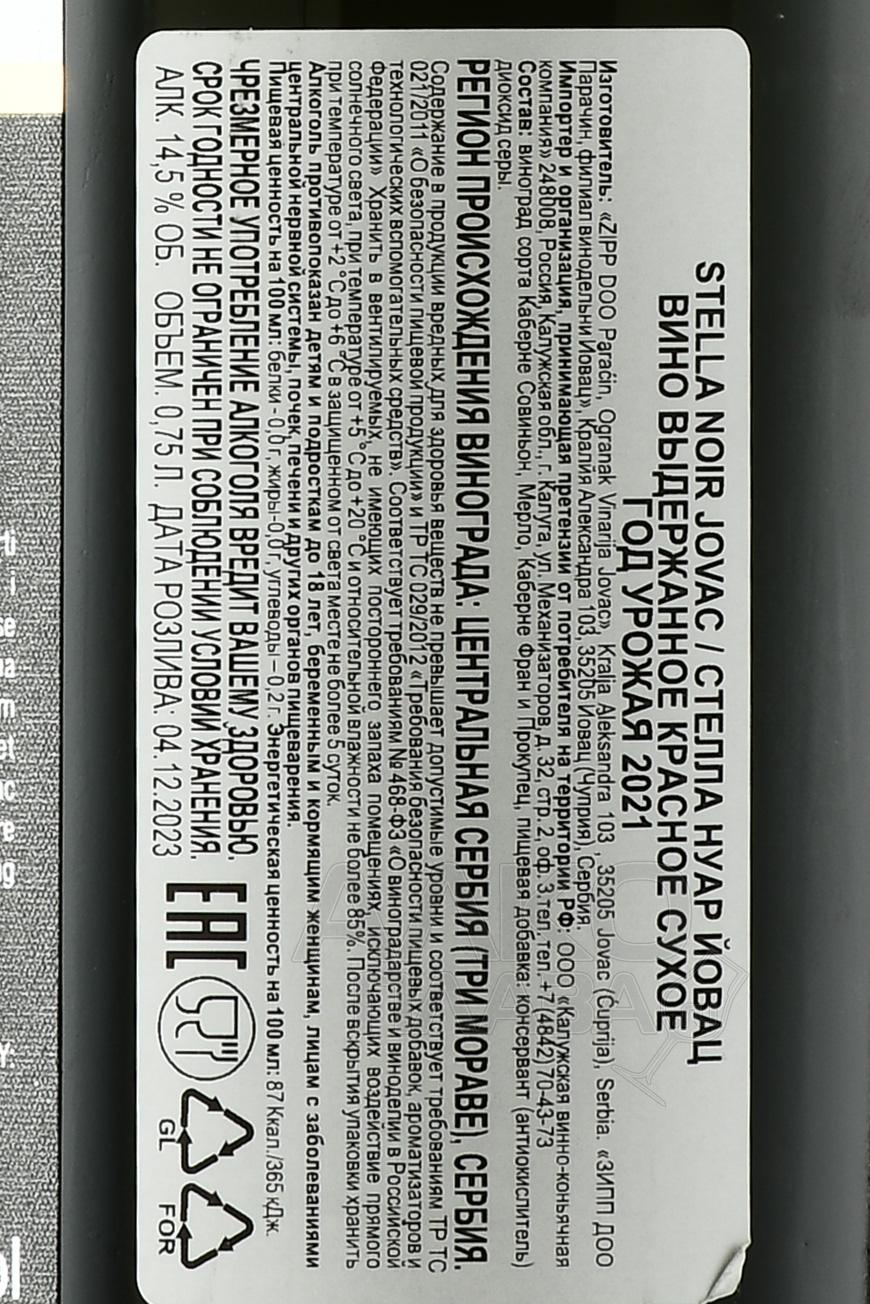 STELLA NOIR JOVAC / СТЕЛЛА НУАР ЙОВАЦ
ВИНО ВЫДЕРЖАННОЕ КРАСНОЕ СУХОЕ
ГОД УРОЖАЯ 2021
Изготовитель: «ZIPP DOO Paraćin, Ogranak Vinarija Jovac» Kralja Aleksandra 103 , 35205 Jovac (Ćuprija), Serbia. «ЗИПП ДОО
Парачин, филиал винодельни Йовац», Кралия Александра 103, 35205 Йовац (Чуприя), Сербия.
Импортер и организация, принимающая претензии от потребителя на территории РФ: ООО «Калужская винно-коньячная
компания» 248008, Россия, Калужская обл., г. Калуга, ул. Механизаторов, д. 32, стр. 2, оф. 3,тел. тел. +7(4842)70-43-73
Состав: виноград сорта Каберне Совиньон, Мерло, Каберне Фран и Прокупец, пищевая добавка: консервант (антиокислитель)
диоксид серы.
РЕГИОН ПРОИСХОЖДЕНИЯ ВИНОГРАДА: ЦЕНТРАЛЬНАЯ СЕРБИЯ (ТРИ МОРАВЕ), СЕРБИЯ.
Содержание в продукции вредных для здоровья веществ не превышает допустимые уровни и соответствует требованиям ТР ТС
021/2011 «О безопасности пищевой продукции» и ТР ТС 029/2012 «Требования безопасности пищевых добавок, ароматизаторов и
технологических вспомогательных средств». Соответствует требованиям № 468-ФЗ «О виноградарстве и виноделии в Российской
Федерации» Хранить в вентилируемых, не имеющих постороннего запаха помещениях, исключающих воздействие прямого
солнечного света, при температуре от +5 °С до +20 °С и относительной влажности не более 85%. После вскрытия упаковки хранить
при температуре от +2 °С до +6 °С в защищенном от света месте не более 5 суток.
Алкоголь противопоказан детям и подросткам до 18 лет, беременным и кормящим женщинам, лицам с заболеваниями
центральной нервной системы, почек, печени и других органов пищеварения.
Пищевая ценность на 100 мл: белки - 0,0 г, жиры-0,0 г, углеводы – 0,2 г. Энергетическая ценность на 100 мл: 87 Ккал./365 кДж.
ЧРЕЗМЕРНОЕ УПОТРЕБЛЕНИЕ АЛКОГОЛЯ ВРЕДИТ ВАШЕМУ ЗДОРОВЬЮ.
СРОК ГОДНОСТИ НЕ ОГРАНИЧЕН ПРИ СОБЛЮДЕНИИ УСЛОВИЙ ХРАНЕНИЯ.
АЛК. 14,5 % ОБ. ОБЪЕМ. 0,75 Л. ДАТА РОЗЛИВА: 04.12.2023
EAC
GL
FOR